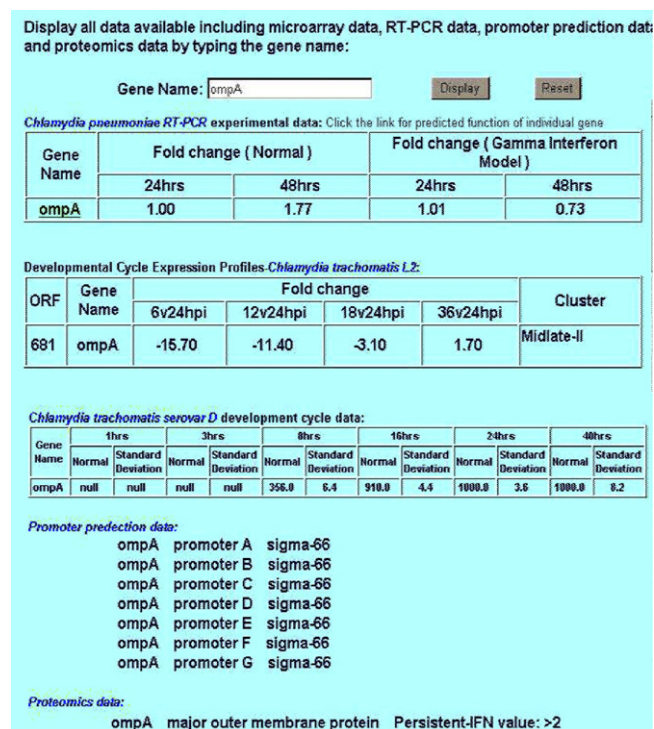 Display all data available including microarray data, RT-PCR data, promoter prediction data
and proteomics data by typing the gene name:
Gene Name: ompA Display Reset
Chlamydia pneumoniae RT-PCR experimental data: Click the link for predicted function of individual gene
Gene Name Fold change ( Normal ) Fold change ( Gamma Interferon Model )
24hrs 48hrs 24hrs 48hrs
ompA 1.00 1.77 1.01 0.73
Developmental Cycle Expression Profiles-Chlamydia trachomatis L2:
ORF Gene Name Fold change Cluster
6v24hpi 12v24hpi 18v24hpi 36v24hpi
681 ompA -15.70 -11.40 -3.10 1.70 Midlate-II
Chlamydia trachomatis serovar D development cycle data:
Gene Name 1hrs 3hrs 8hrs 16hrs 24hrs 40hrs
Normal Standard Deviation Normal Standard Deviation Normal Standard Deviation Normal Standard Deviation Normal Standard Deviation Normal Standard Deviation
ompA null null null null 356.0 6.4 910.0 4.4 1000.0 3.6 1000.0 8.2
Promoter predection data:
ompA promoter A sigma-66
ompA promoter B sigma-66
ompA promoter C sigma-66
ompA promoter D sigma-66
ompA promoter E sigma-66
ompA promoter F sigma-66
ompA promoter G sigma-66
Proteomics data:
ompA major outer membrane protein Persistent-IFN value: >2